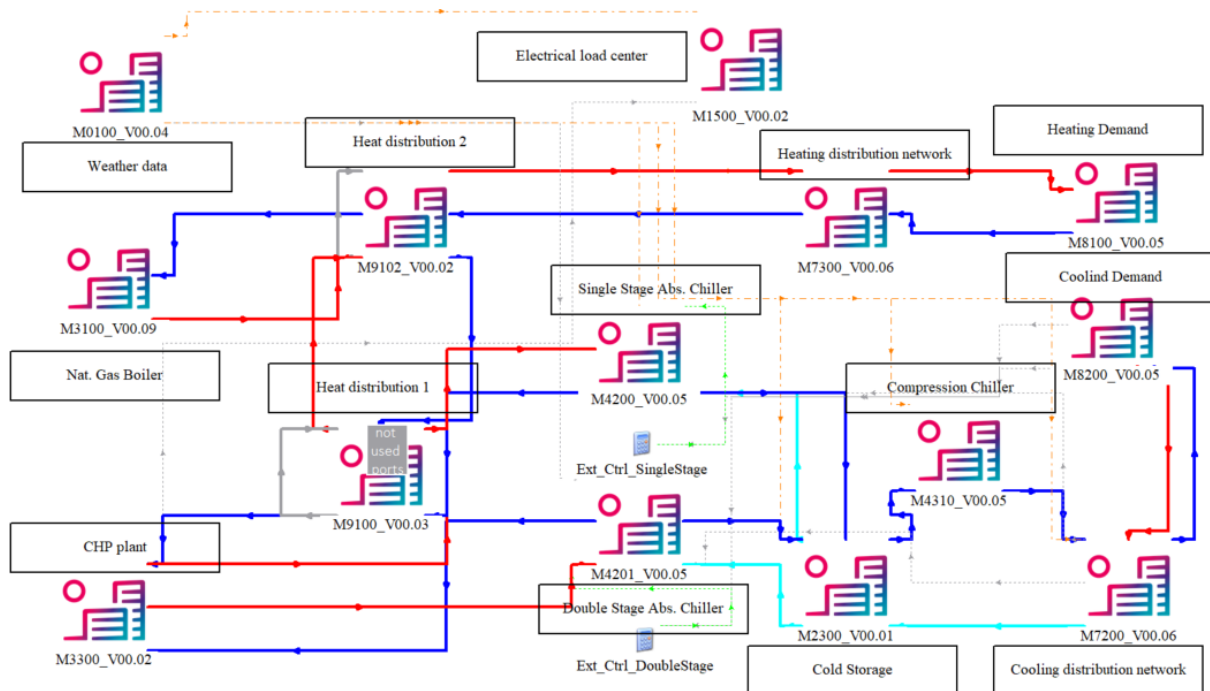 Electrical load center
M0100_V00.04
M1500_V00.02
Weather data
Heat distribution 2
Heating distribution network
Heating Demand
M9102_V00.02
M7300_V00.06
M8100_V00.05
M3100_V00.09
Single Stage Abs. Chiller
Coolind Demand
Nat. Gas Boiler
Heat distribution 1
M4200_V00.05
Compression Chiller
M8200_V00.05
not
used
ports
Ext_Ctrl_SingleStage
M9100_V00.03
M4310_V00.05
CHP plant
M4201_V00.05
Double Stage Abs. Chiller
M3300_V00.02
M2300_V00.01
M7200_V00.06
Ext_Ctrl_DoubleStage
Cold Storage
Cooling distribution network